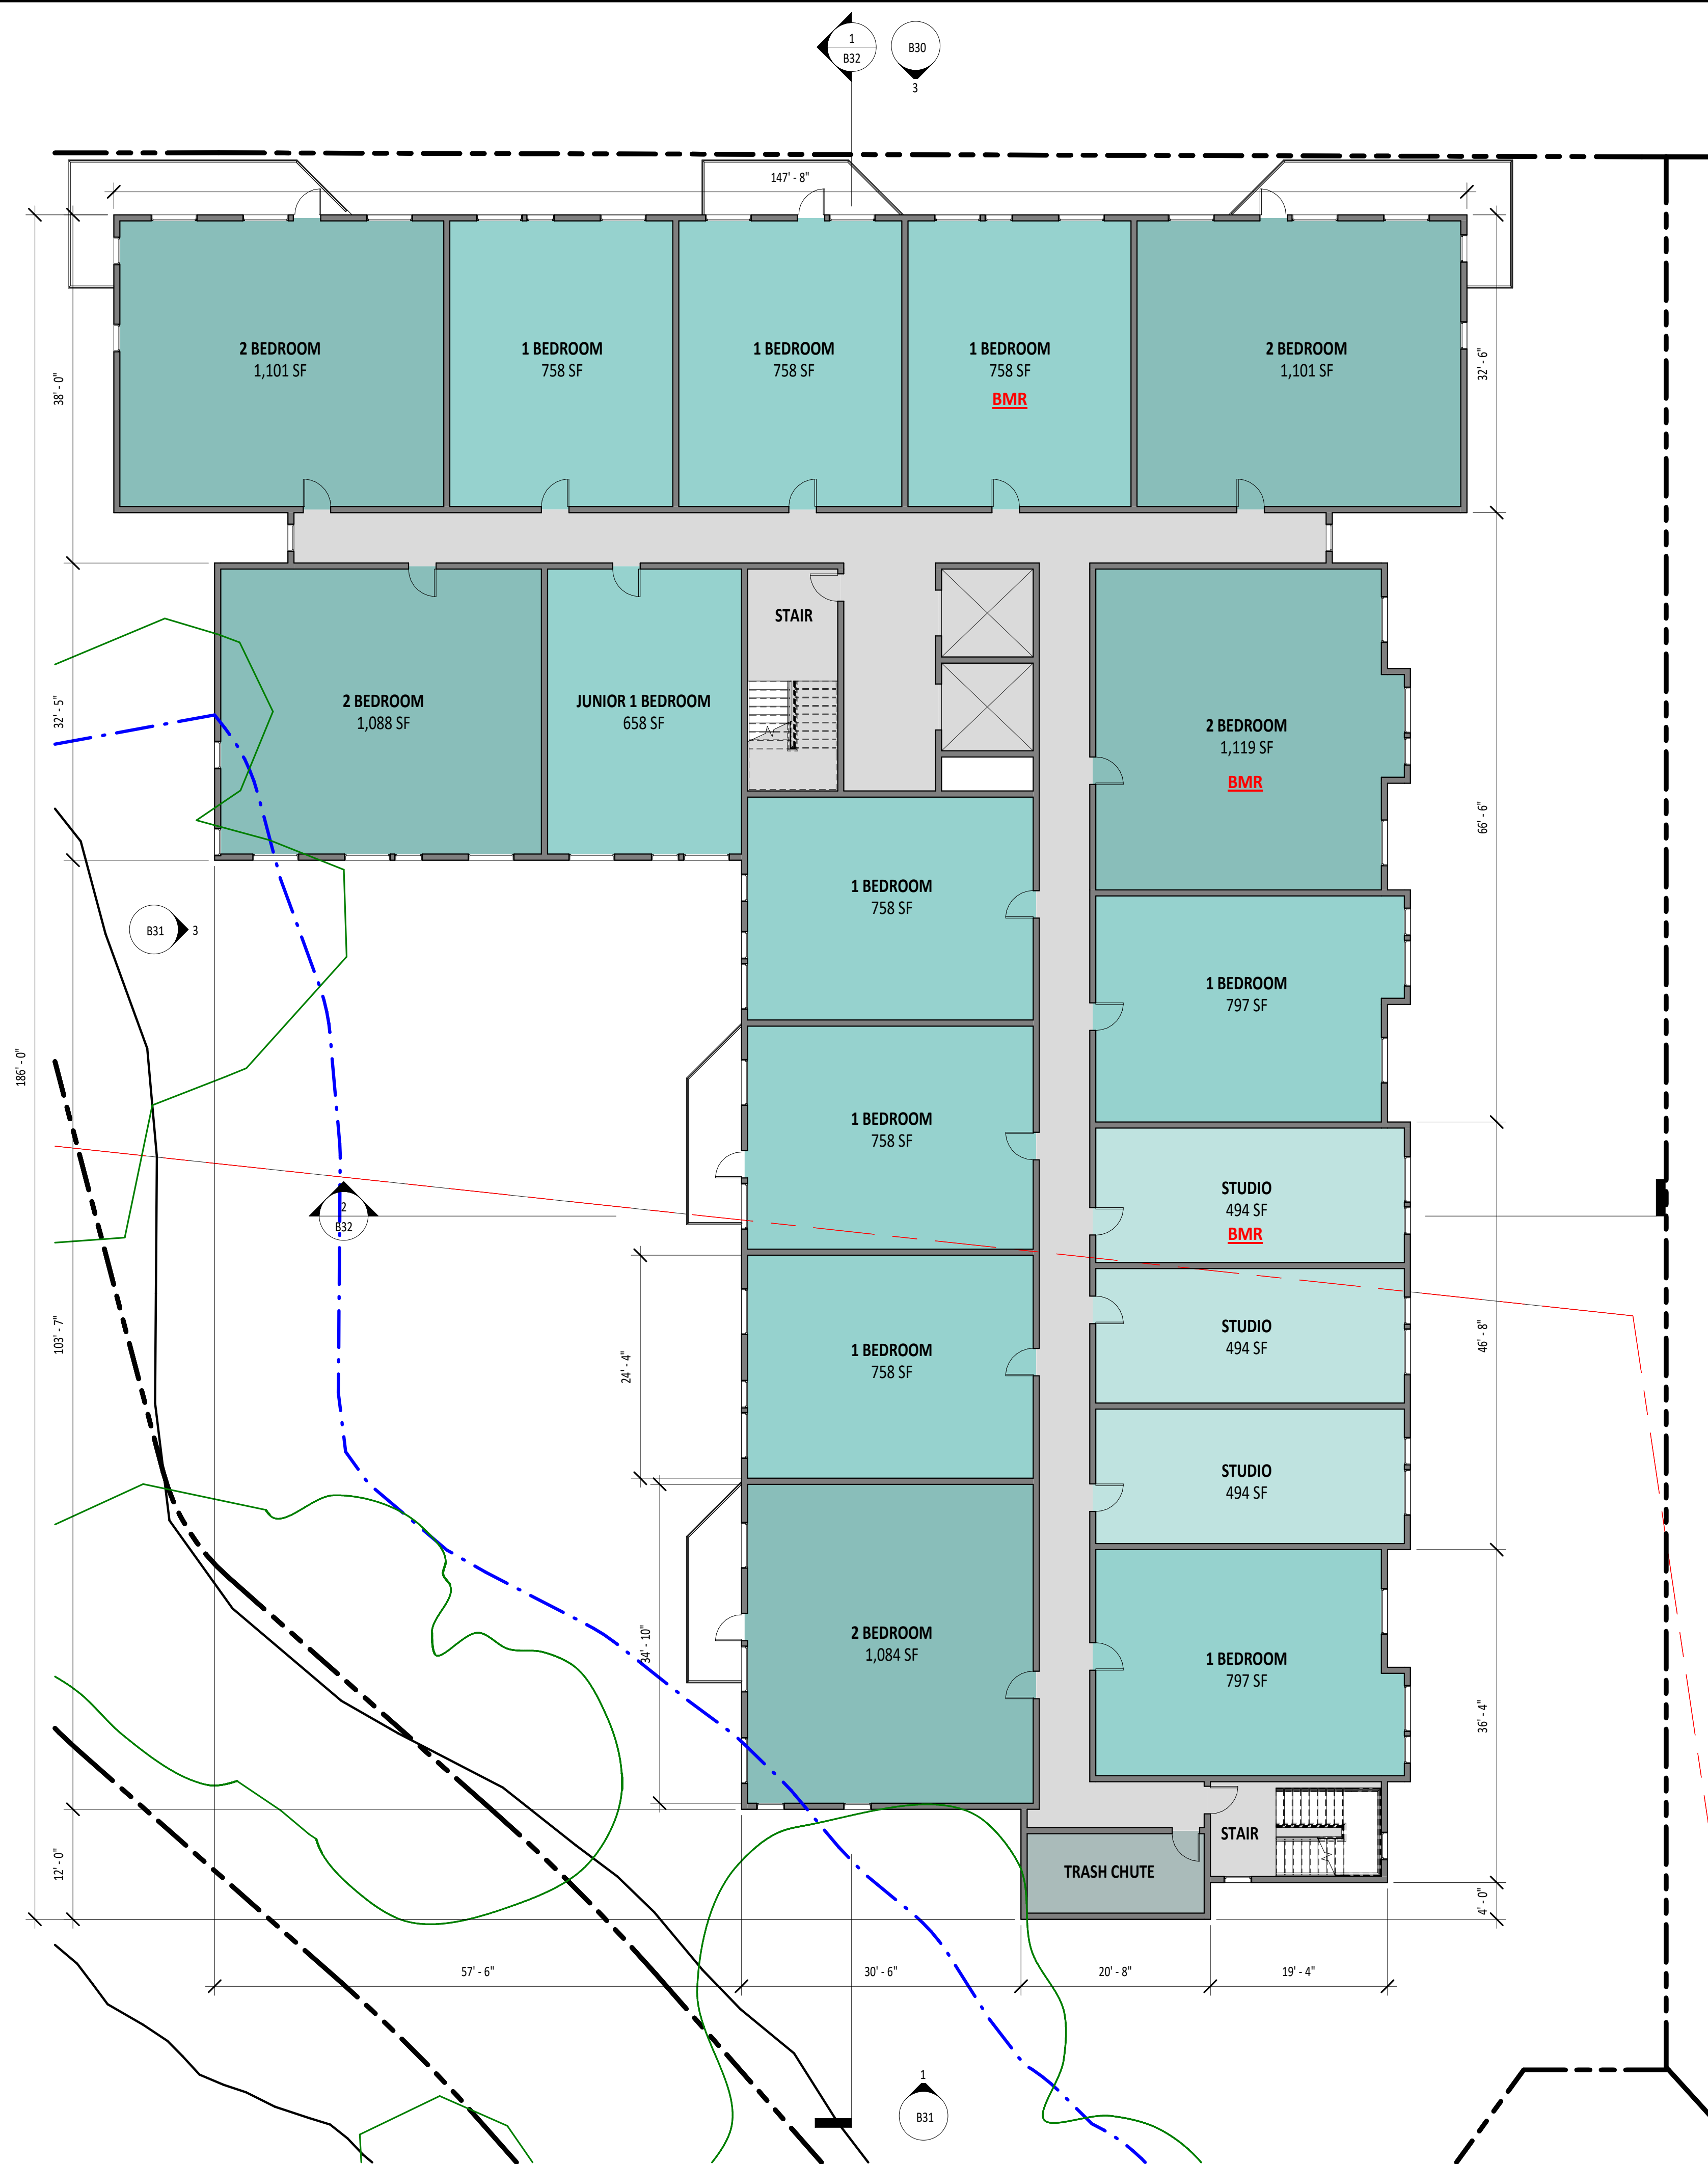 1
B32
B30
3
147' - 8"
2 BEDROOM
1,101 SF
1 BEDROOM
758 SF
1 BEDROOM
758 SF
1 BEDROOM
758 SF
BMR
2 BEDROOM
1,101 SF
38' - 0"
32' - 6"
STAIR
2 BEDROOM
1,088 SF
JUNIOR 1 BEDROOM
658 SF
32' - 5"
2 BEDROOM
1,119 SF
BMR
66' - 6"
1 BEDROOM
758 SF
B31
3
1 BEDROOM
797 SF
186' - 0"
1 BEDROOM
758 SF
STUDIO
494 SF
BMR
2
B32
103' - 7"
24' - 4"
1 BEDROOM
758 SF
STUDIO
494 SF
46' - 8"
STUDIO
494 SF
34' - 10"
2 BEDROOM
1,084 SF
1 BEDROOM
797 SF
36' - 4"
STAIR
TRASH CHUTE
12' - 0"
4' - 0"
57' - 6"
30' - 6"
20' - 8"
19' - 4"
1
B31